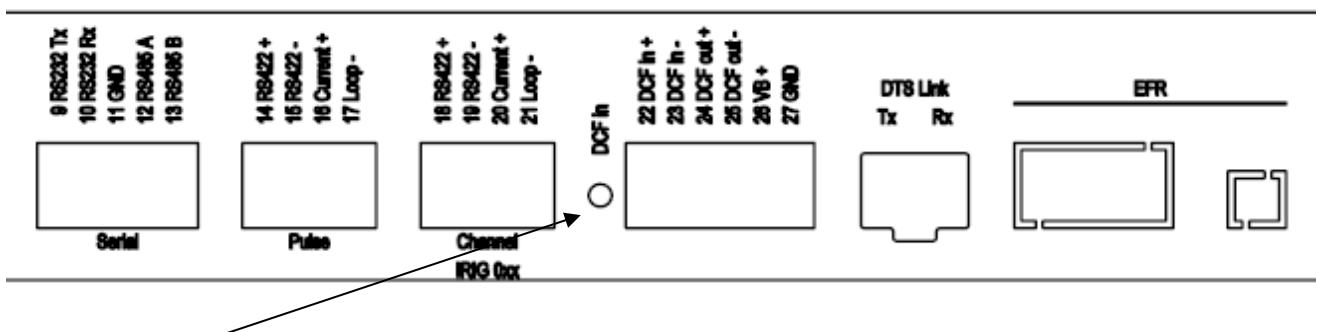 9 RS232 Tx
10 RS232 Rx
11 GND
12 RS485 A
13 RS485 B
14 RS422 +
15 RS422 -
16 Current +
17 Loop -
18 RS422 +
19 RS422 -
20 Current +
21 Loop -
DCF in
22 DCF in +
23 DCF in -
24 DCF out +
25 DCF out -
26 VB +
27 GND
DTS Link
Tx Rx
EFR
Serial
Pulse
Channel
IRIG 0xx